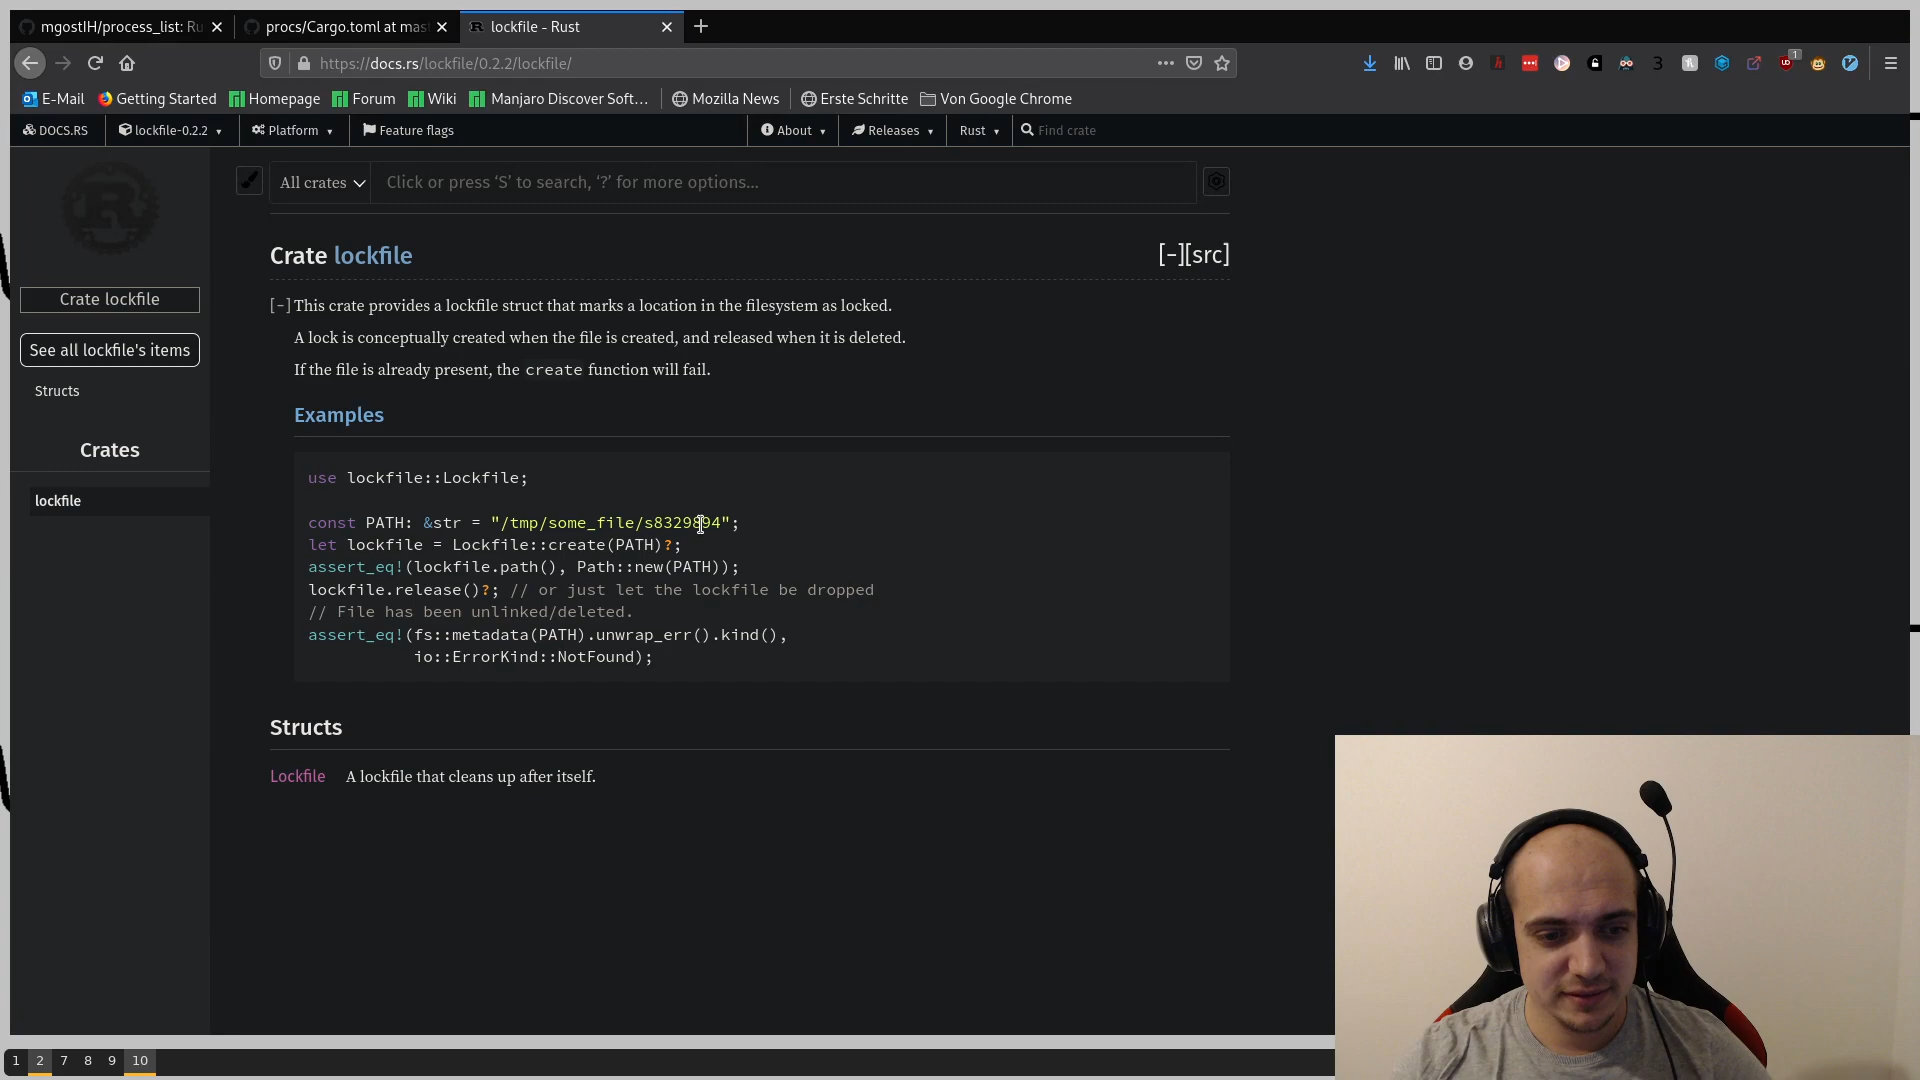 mgostIH/process_list: Ru
procs/Cargo.toml at mas
lockfile - Rust
https://docs.rs/lockfile/0.2.2/lockfile/
1
E-Mail
Getting Started
Homepage
Forum
Wiki
Manjaro Discover Soft…
Mozilla News
Erste Schritte
Von Google Chrome
DOCS.RS
lockfile-0.2.2
Platform
Feature flags
About
Releases
Rust
Find crate
All crates
Click or press ‘S’ to search, ‘?’ for more options…
Crate lockfile
[-][src]
Crate lockfile
See all lockfile's items
Structs
Crates
lockfile
[-] This crate provides a lockfile struct that marks a location in the filesystem as locked.
A lock is conceptually created when the file is created, and released when it is deleted.
If the file is already present, the create function will fail.
Examples
use lockfile::Lockfile;
const PATH: &str = "/tmp/some_file/s8329894";
let lockfile = Lockfile::create(PATH)?;
assert_eq!(lockfile.path(), Path::new(PATH));
lockfile.release()?; // or just let the lockfile be dropped
// File has been unlinked/deleted.
assert_eq!(fs::metadata(PATH).unwrap_err().kind(),
io::ErrorKind::NotFound);
Structs
Lockfile A lockfile that cleans up after itself.
1 2 7 8 9 10